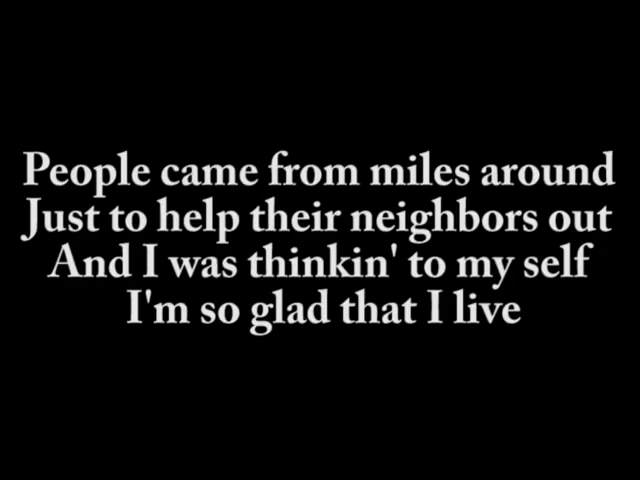 People came from miles around
Just to help their neighbors out
And I was thinkin' to my self
I'm so glad that I live